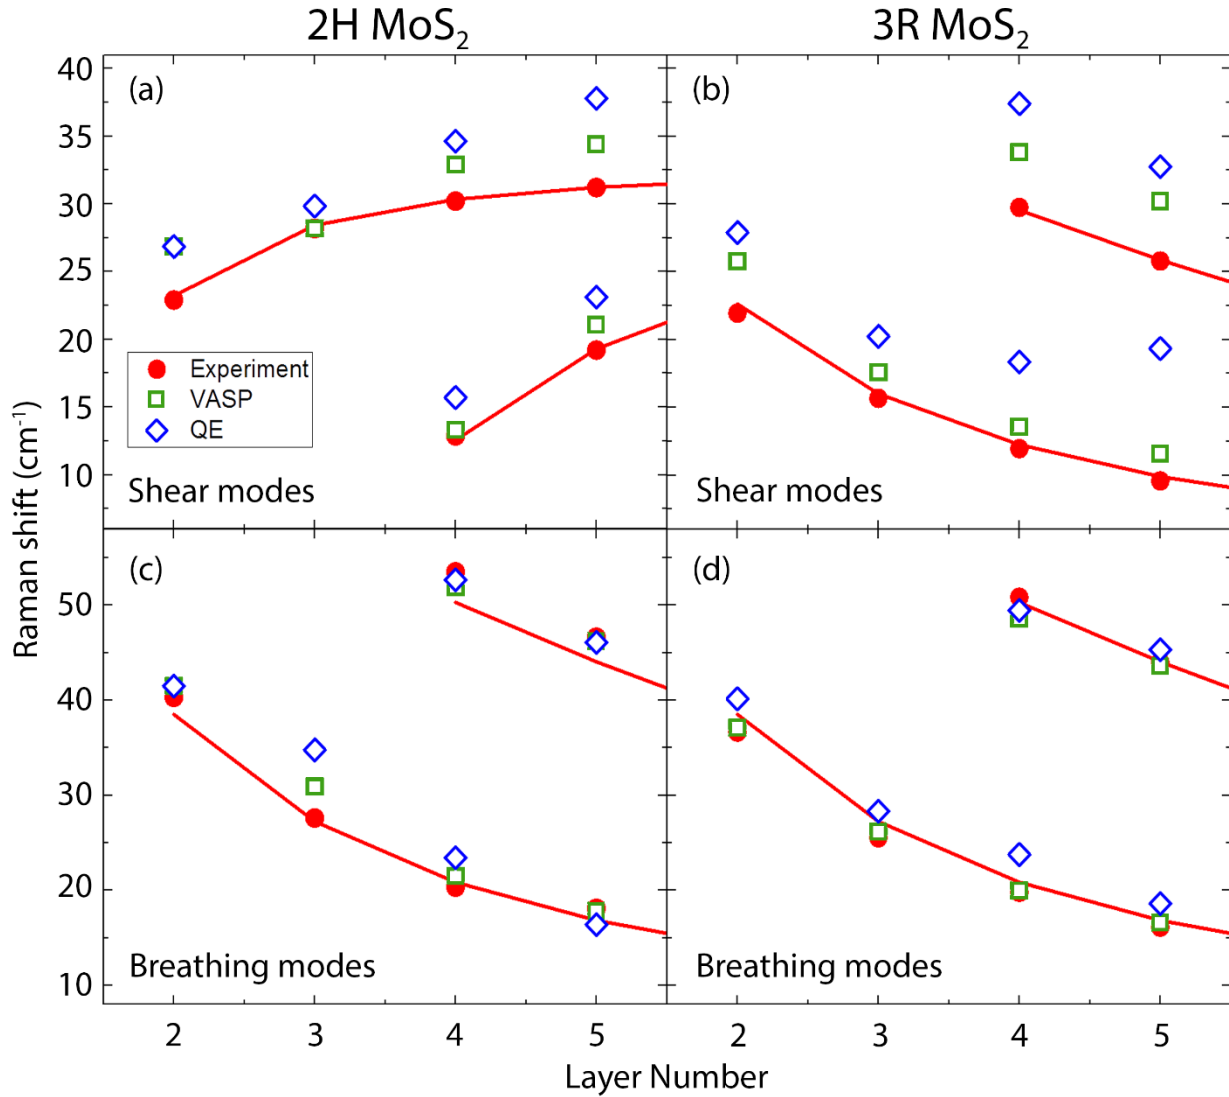 2H MoS₂
3R MoS₂
(a)
(b)
40
35
30
25
20
15
10
Experiment
VASP
QE
Shear modes
Shear modes
Raman shift (cm⁻¹)
(c)
(d)
50
40
30
20
10
Breathing modes
Breathing modes
2 3 4 5 2 3 4 5
Layer Number